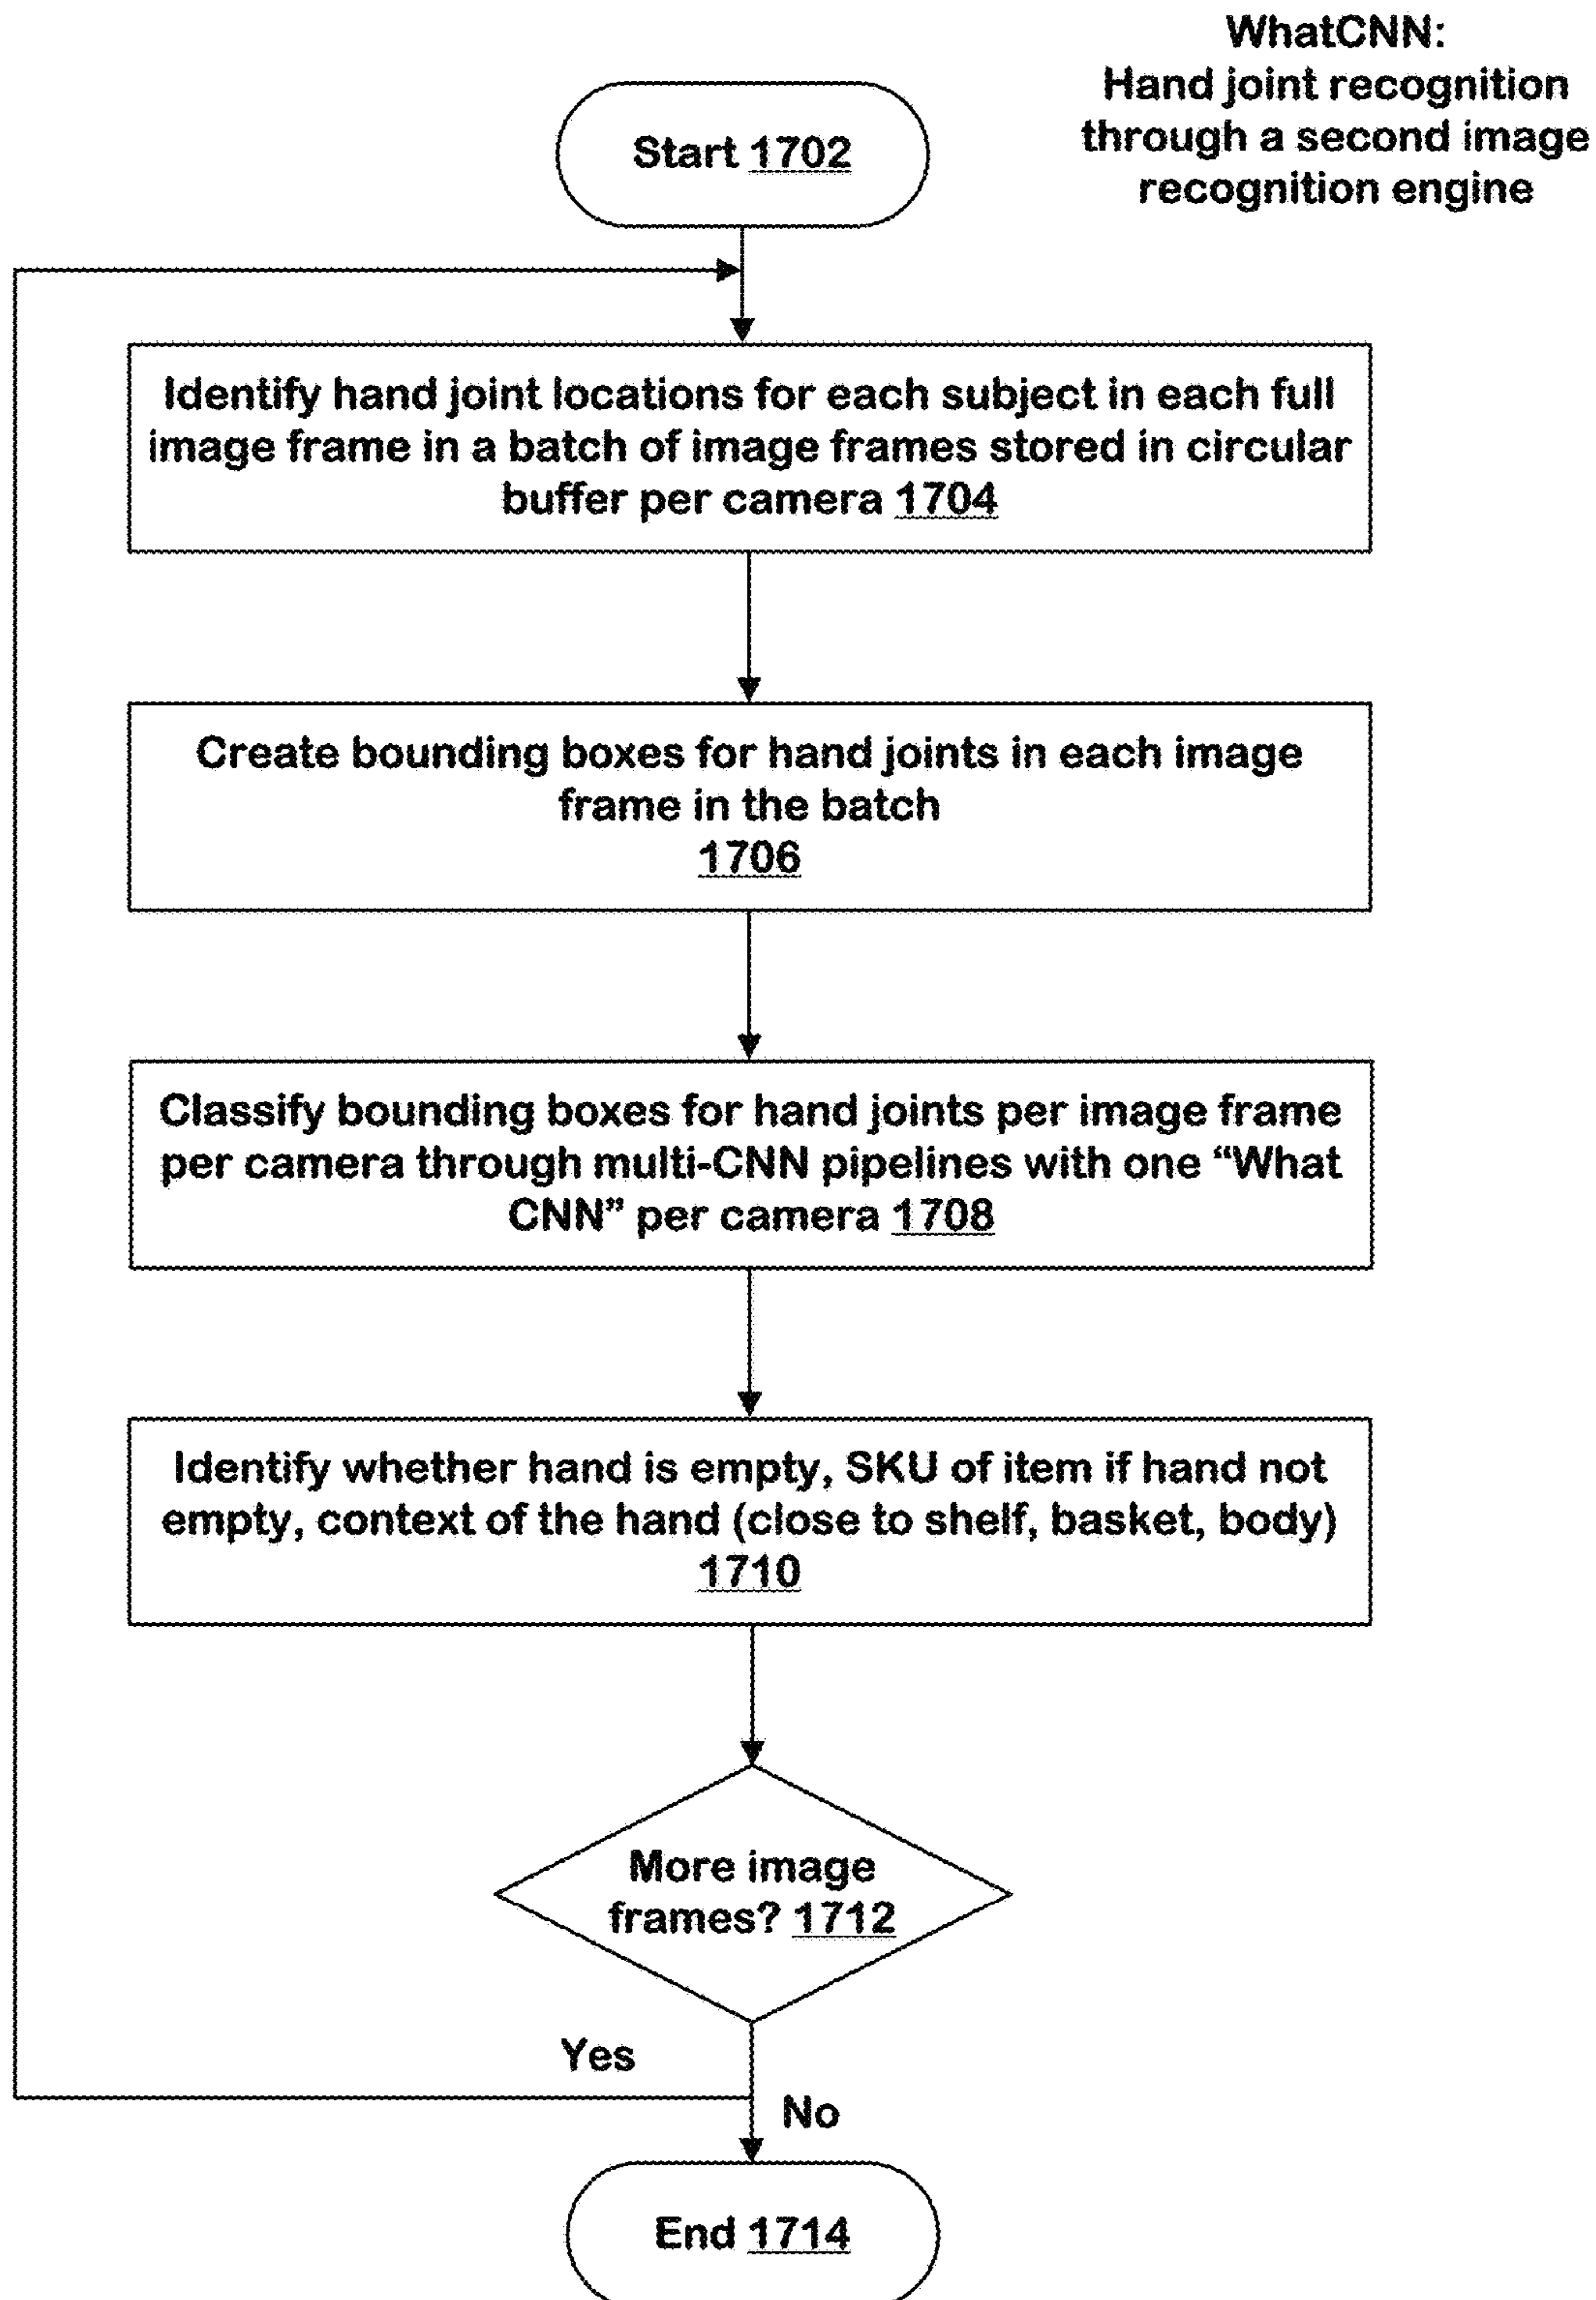 WhatCNN:
Hand joint recognition
through a second image
recognition engine
Start 1702
Identify hand joint locations for each subject in each full
image frame in a batch of image frames stored in circular
buffer per camera 1704
Create bounding boxes for hand joints in each image
frame in the batch
1706
Classify bounding boxes for hand joints per image frame
per camera through multi-CNN pipelines with one “What
CNN” per camera 1708
Identify whether hand is empty, SKU of item if hand not
empty, context of the hand (close to shelf, basket, body)
1710
More image
frames? 1712
Yes
No
End 1714